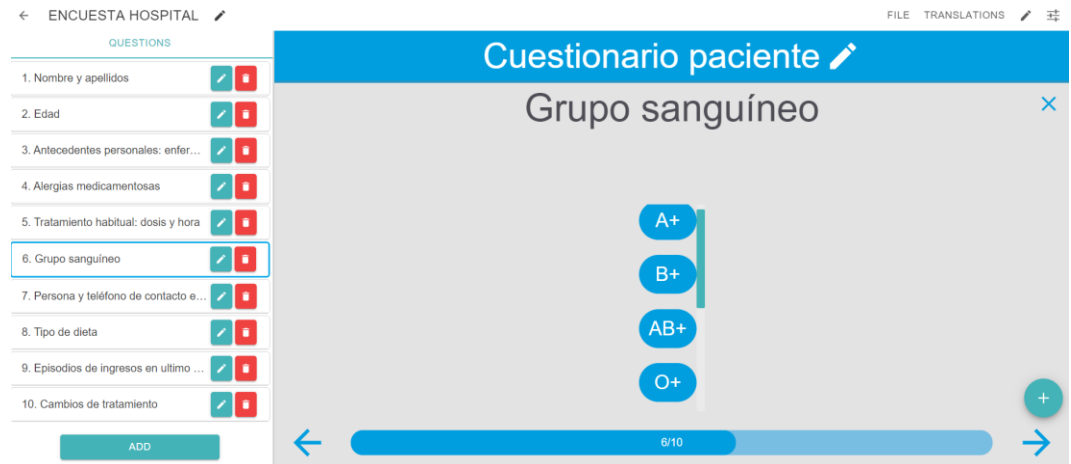 ENCUESTA HOSPITAL
FILE TRANSLATIONS
QUESTIONS
1. Nombre y apellidos
2. Edad
3. Antecedentes personales: enfer...
4. Alergias medicamentosas
5. Tratamiento habitual: dosis y hora
6. Grupo sanguíneo
7. Persona y teléfono de contacto e...
8. Tipo de dieta
9. Episodios de ingresos en ultimo ...
10. Cambios de tratamiento
ADD
Cuestionario paciente
Grupo sanguíneo
A+
B+
AB+
O+
6/10